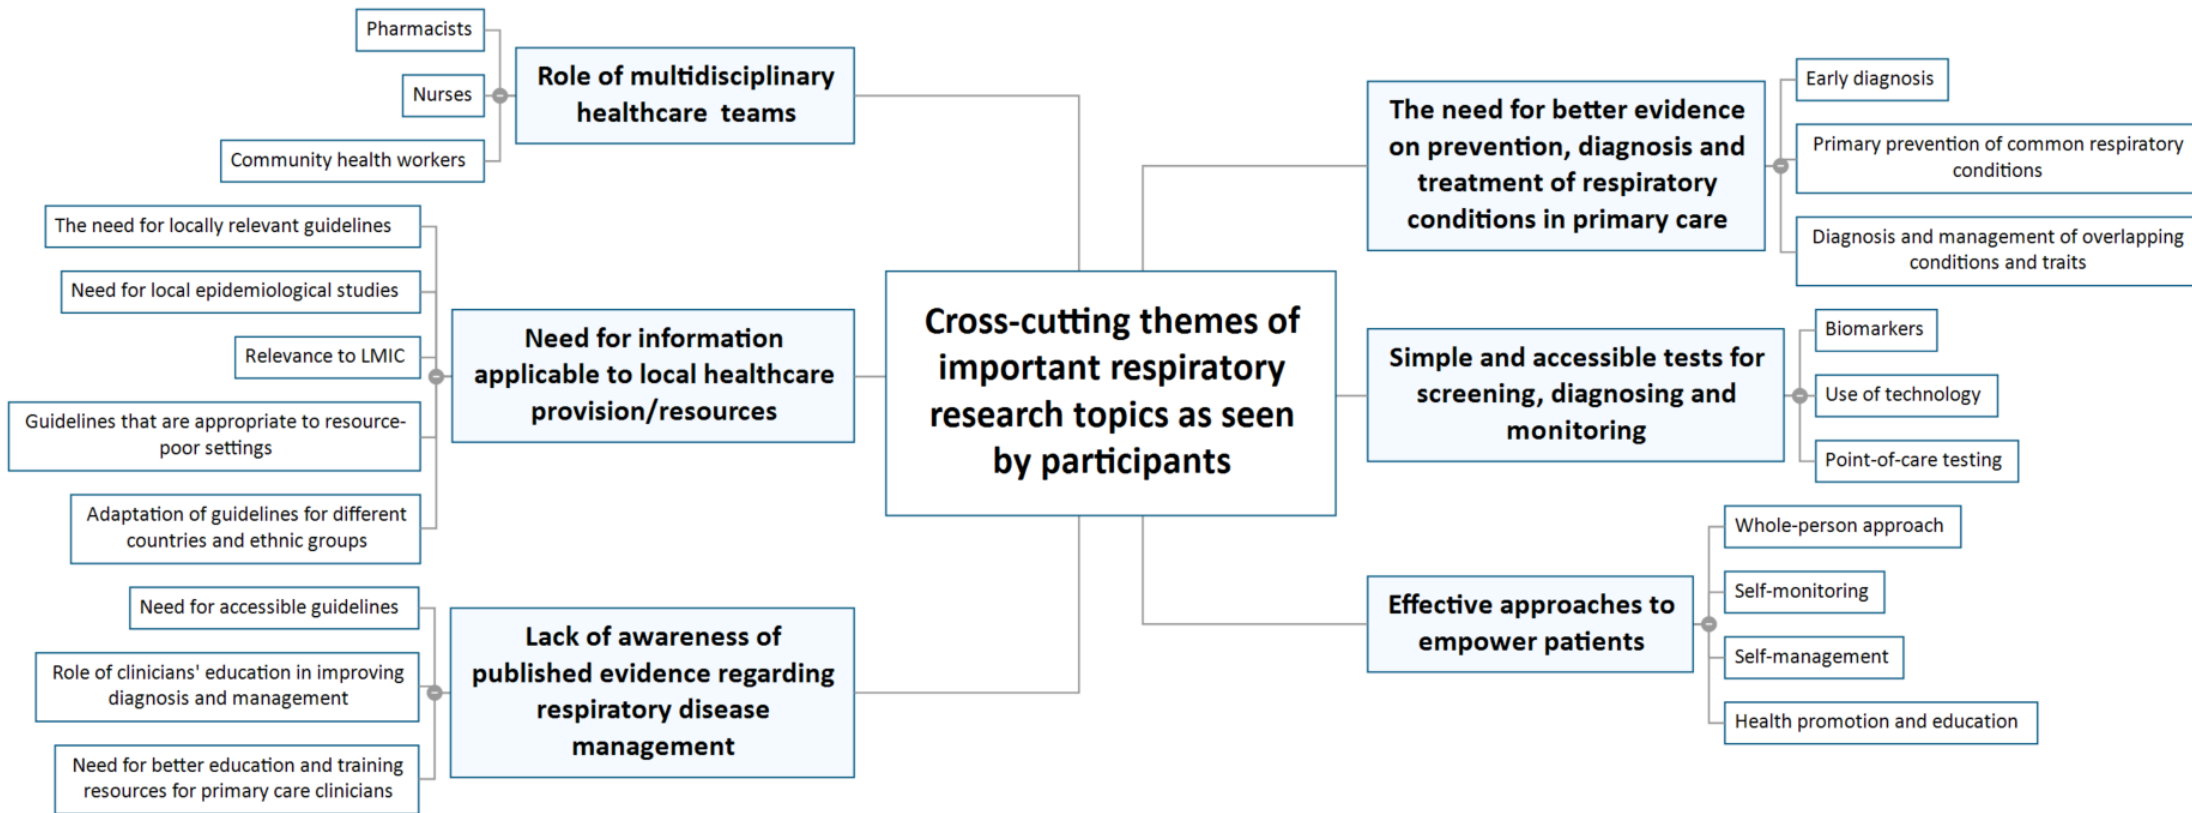 Pharmacists
Nurses
Community health workers
Role of multidisciplinary
healthcare teams
The need for locally relevant guidelines
Need for local epidemiological studies
Relevance to LMIC
Guidelines that are appropriate to resource-
poor settings
Adaptation of guidelines for different
countries and ethnic groups
Need for information
applicable to local healthcare
provision/resources
Need for accessible guidelines
Role of clinicians' education in improving
diagnosis and management
Need for better education and training
resources for primary care clinicians
Lack of awareness of
published evidence regarding
respiratory disease
management
Cross-cutting themes of
important respiratory
research topics as seen
by participants
The need for better evidence
on prevention, diagnosis and
treatment of respiratory
conditions in primary care
Early diagnosis
Primary prevention of common respiratory
conditions
Diagnosis and management of overlapping
conditions and traits
Simple and accessible tests for
screening, diagnosing and
monitoring
Biomarkers
Use of technology
Point-of-care testing
Effective approaches to
empower patients
Whole-person approach
Self-monitoring
Self-management
Health promotion and education